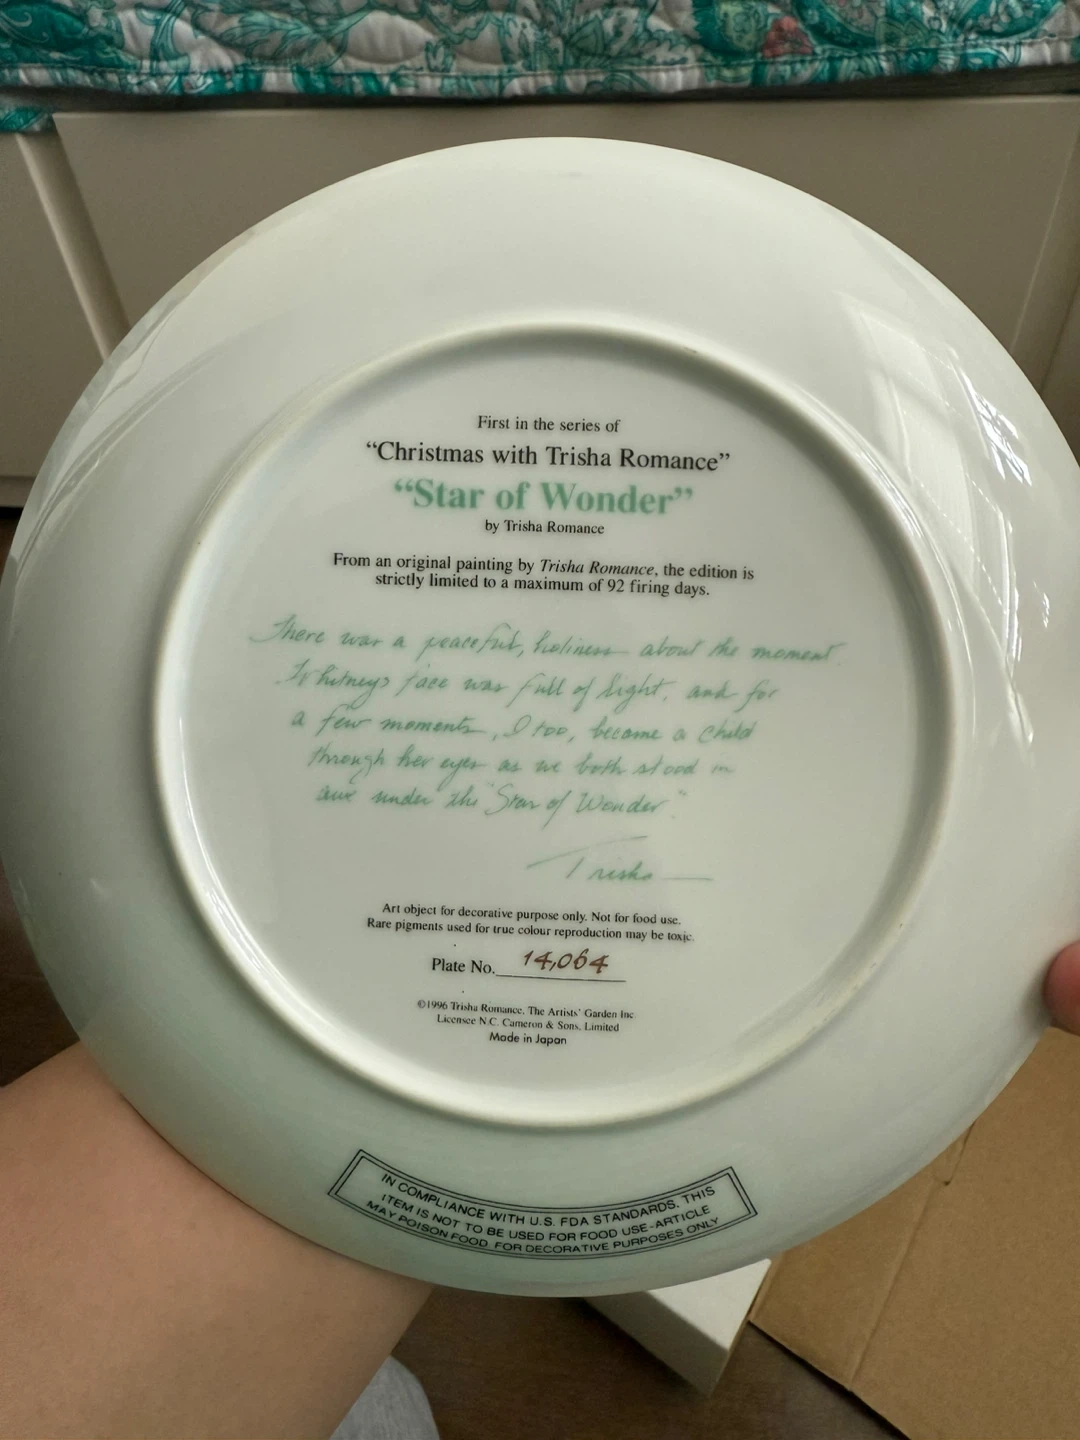 First in the series of
“Christmas with Trisha Romance”
“Star of Wonder”
by Trisha Romance
From an original painting by Trisha Romance, the edition is
strictly limited to a maximum of 92 firing days.
There was a peaceful, holiness about the moment
Whitneys face was full of light, and for
a few moments, I too, became a child
through her eyes as we both stood in
awe under the "Star of Wonder".
Trisha
Art object for decorative purpose only. Not for food use.
Rare pigments used for true colour reproduction may be toxic.
Plate No. 14,064
©1996 Trisha Romance. The Artists' Garden Inc
Licensee N.C. Cameron & Sons, Limited
Made in Japan
IN COMPLIANCE WITH U.S. FDA STANDARDS, THIS
ITEM IS NOT TO BE USED FOR FOOD USE-ARTICLE
MAY POISON FOOD. FOR DECORATIVE PURPOSES ONLY